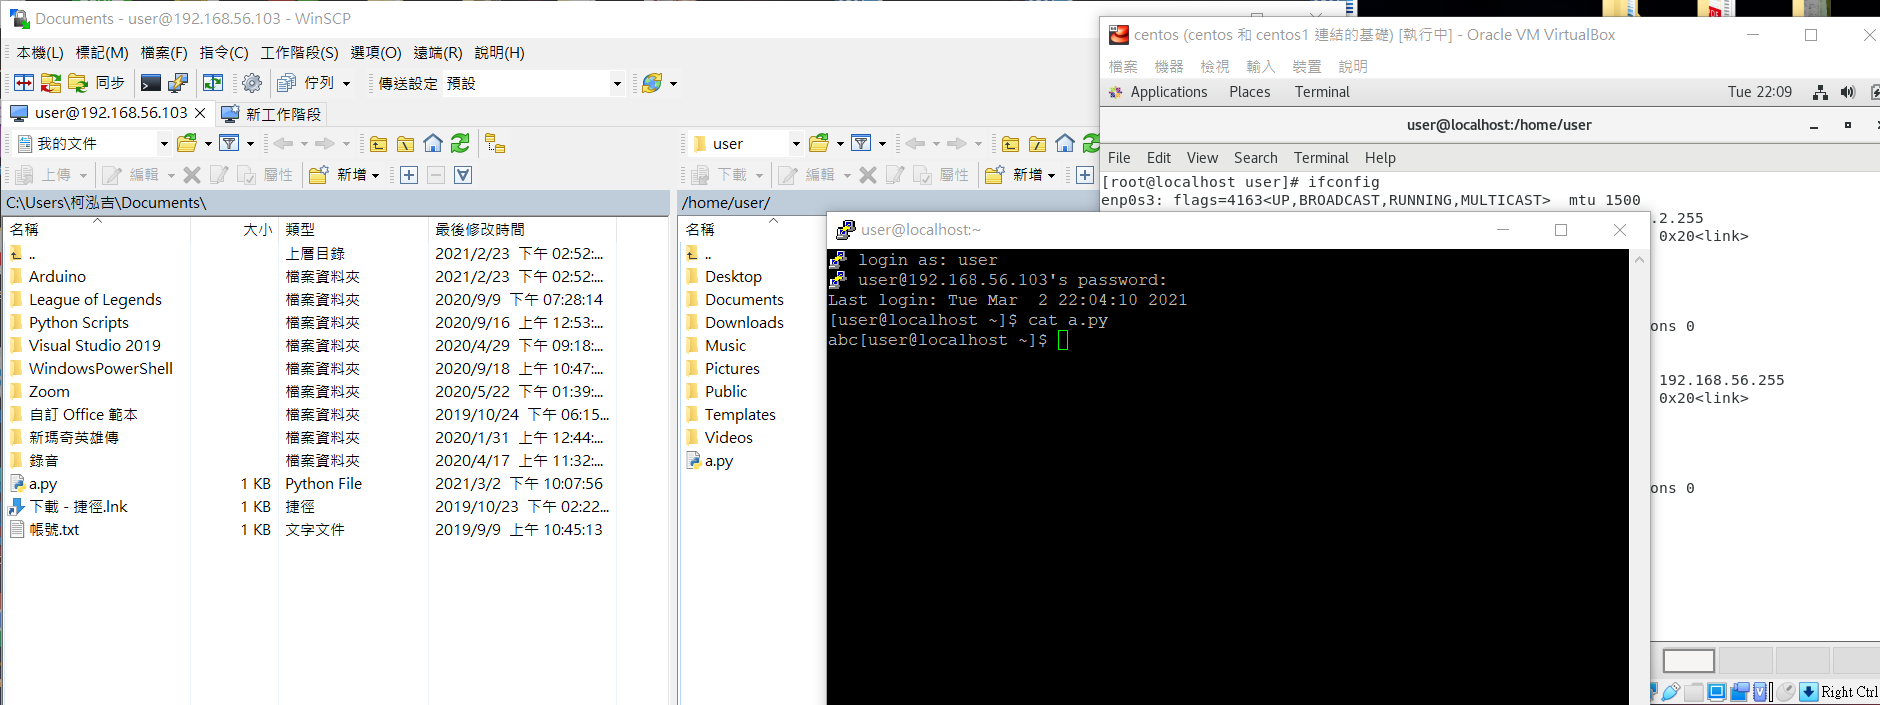 Documents - user@192.168.56.103 - WinSCP
本機(L) 標記(M) 檔案(F) 指令(C) 工作階段(S) 選項(O) 遠端(R) 說明(H)
同步 佇列 傳送設定 預設
user@192.168.56.103 新工作階段
我的文件
上傳 編輯 屬性 新增
C:\Users\柯泓吉\Documents\
名稱 大小 類型 最後修改時間
.. 上層目錄 2021/2/23 下午 02:52:...
Arduino 檔案資料夾 2021/2/23 下午 02:52:...
League of Legends 檔案資料夾 2020/9/9 下午 07:28:14
Python Scripts 檔案資料夾 2020/9/16 上午 12:53:...
Visual Studio 2019 檔案資料夾 2020/4/29 下午 09:18:...
WindowsPowerShell 檔案資料夾 2020/9/18 上午 10:47:...
Zoom 檔案資料夾 2020/5/22 下午 01:39:...
自訂 Office 範本 檔案資料夾 2019/10/24 下午 06:15...
新瑪奇英雄傳 檔案資料夾 2020/1/31 上午 12:44:...
錄音 檔案資料夾 2020/4/17 上午 11:32:...
a.py 1 KB Python File 2021/3/2 下午 10:07:56
下載 - 捷徑.lnk 1 KB 捷徑 2019/10/23 下午 02:22...
帳號.txt 1 KB 文字文件 2019/9/9 上午 10:45:13
user
下載 編輯 屬性 新增
/home/user/
名稱
..
Desktop
Documents
Downloads
Music
Pictures
Public
Templates
Videos
a.py
centos (centos 和 centos1 連結的基礎) [執行中] - Oracle VM VirtualBox
檔案 機器 檢視 輸入 裝置 說明
Applications Places Terminal Tue 22:09
user@localhost:/home/user
File Edit View Search Terminal Help
[root@localhost user]# ifconfig
enp0s3: flags=4163<UP,BROADCAST,RUNNING,MULTICAST> mtu 1500
.2.255
0x20<link>
ons 0
192.168.56.255
0x20<link>
ons 0
Right Ctrl
user@localhost:~
login as: user
user@192.168.56.103's password:
Last login: Tue Mar 2 22:04:10 2021
[user@localhost ~]$ cat a.py
abc[user@localhost ~]$